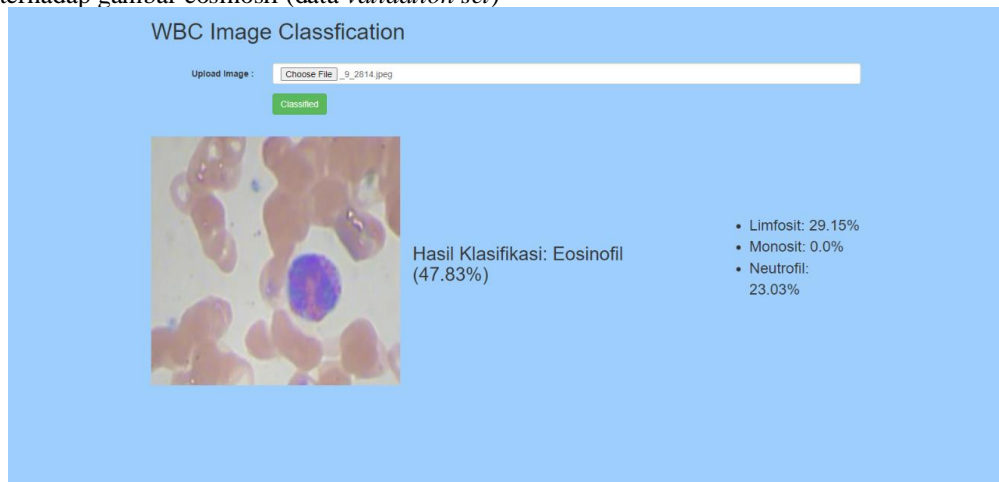 terhadap gambar eosinosil (data validation set)
WBC Image Classfication
Upload Image :
Choose File _9_2814.jpeg
Classified
Hasil Klasifikasi: Eosinofil
(47.83%)
• Limfosit: 29.15%
• Monosit: 0.0%
• Neutrofil:
23.03%